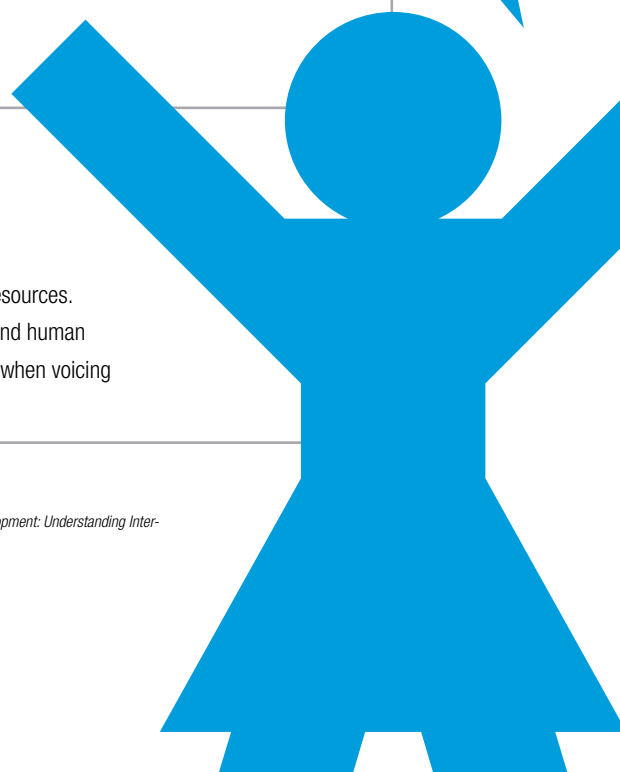 esources.
nd human
when voicing
opment: Understanding Inter-